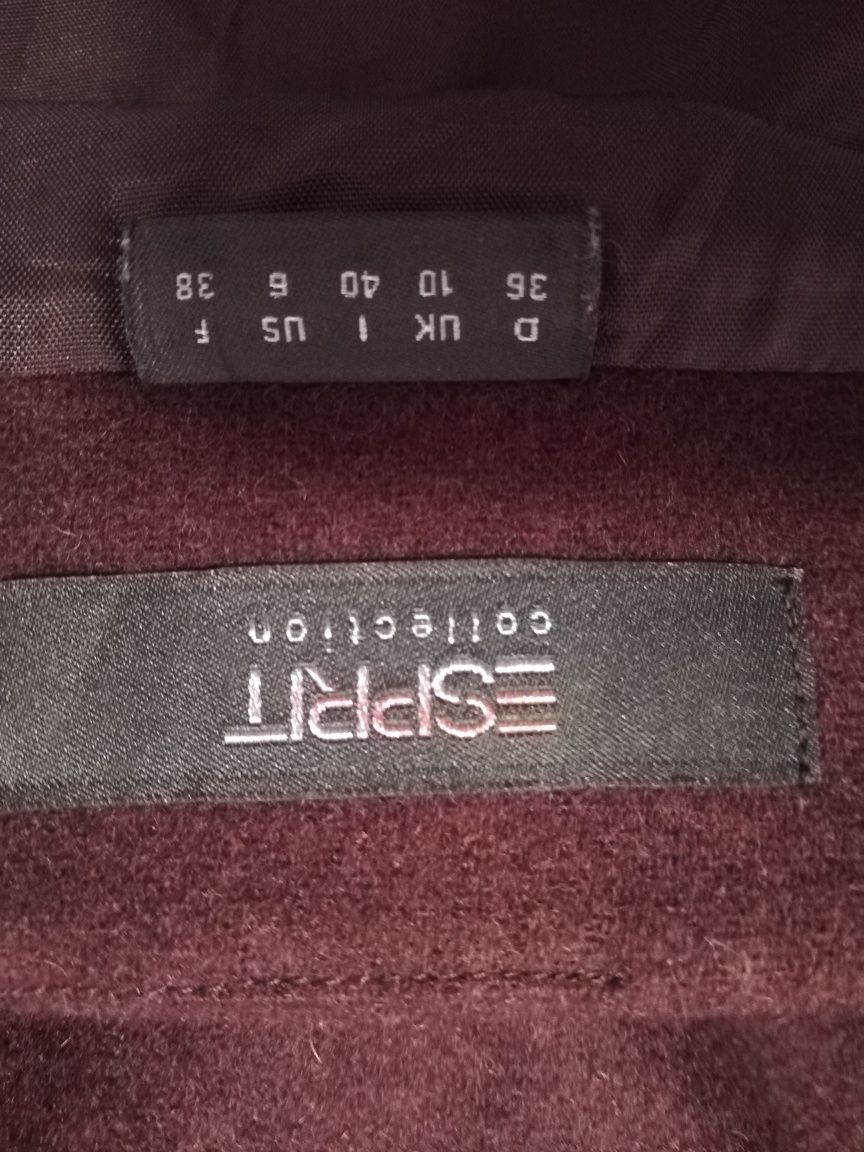 ESPRIT
collection
D UK I US F
36 10 40 6 38